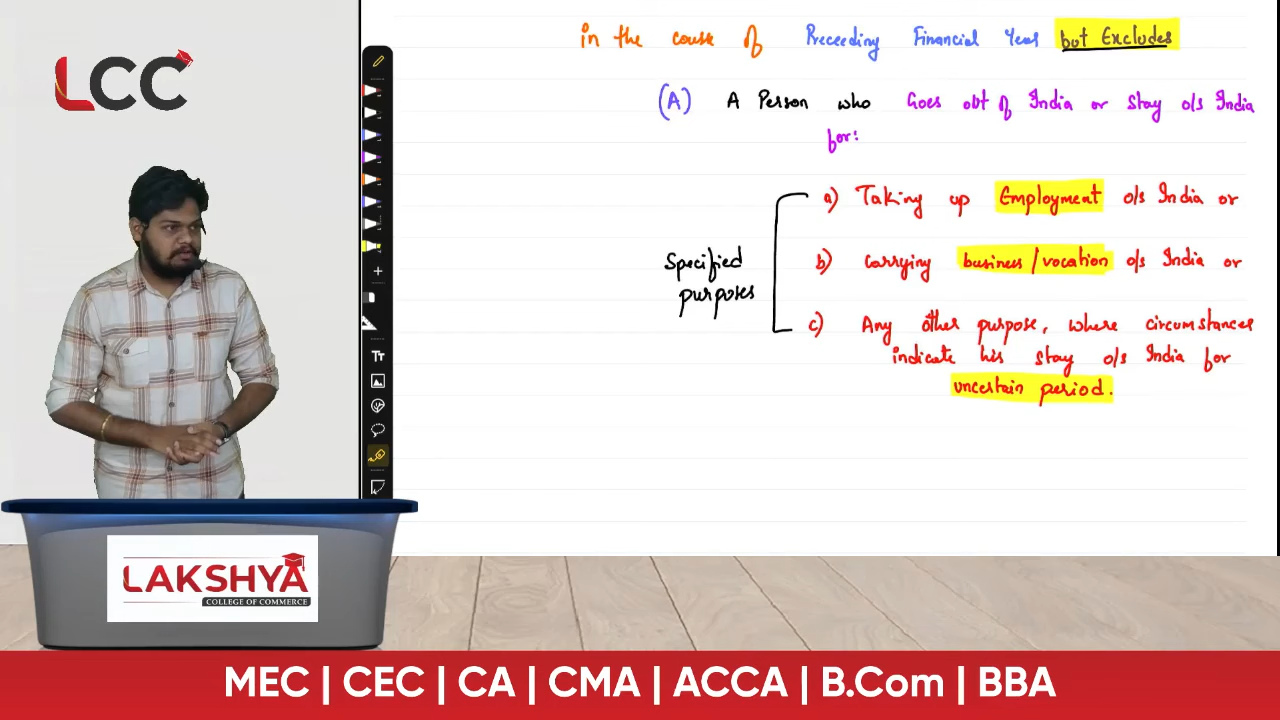 LCC
in the course of Preceeding Financial Year but Excludes
(A) A Person who Goes out of India or Stay o/s India
for:
a) Taking up Employment o/s India or
Specified purposes
b) Carrying business/vocation o/s India or
c) Any other purpose, where circumstances
indicate his stay o/s India for
uncertain period.
Tт
LAKSHYA
COLLEGE OF COMMERCE
MEC | CEC | CA | CMA | ACCA | B.Com | BBA